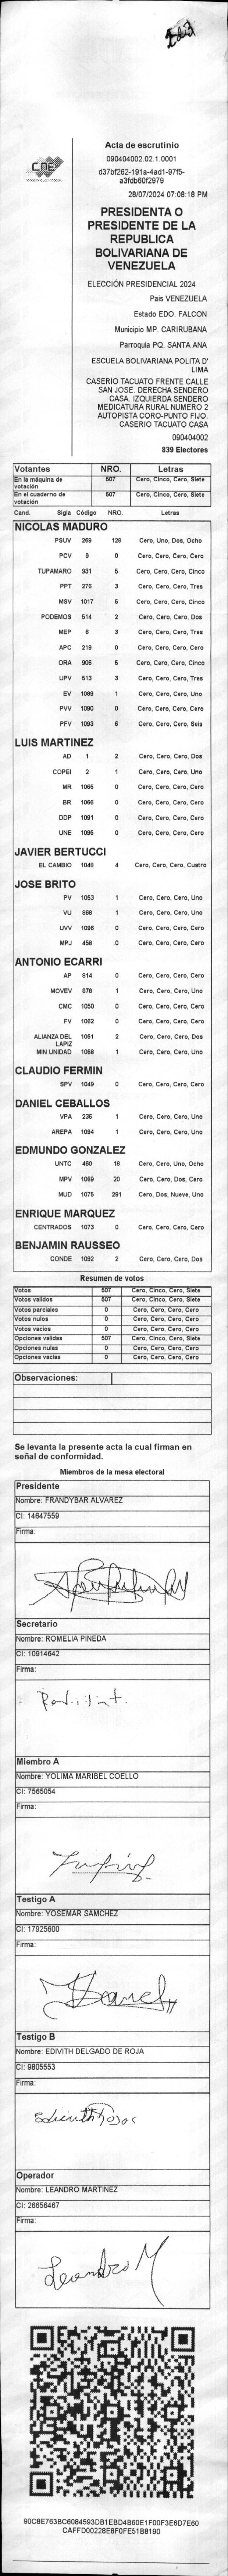 CNE
Acta de escrutinio
090404002.02.1.0001
d37bf262-191a-4ad1-97f5-
a3fdb60f2979
28/07/2024 07:08:18 PM
PRESIDENTA O
PRESIDENTE DE LA
REPUBLICA
BOLIVARIANA DE
VENEZUELA
ELECCIÓN PRESIDENCIAL 2024
Pais VENEZUELA
Estado EDO. FALCON
Municipio MP. CARIRUBANA
Parroquia PQ. SANTA ANA
ESCUELA BOLIVARIANA POLITA D'
LIMA
CASERIO TACUATO FRENTE CALLE
SAN JOSE. DERECHA SENDERO
CASA. IZQUIERDA SENDERO
MEDICATURA RURAL NUMERO 2
AUTOPISTA CORO-PUNTO FIJO.
CASERIO TACUATO CASA
090404002
839 Electores
Votantes NRO. Letras
En la máquina de votación 507 Cero, Cinco, Cero, Siete
En el cuaderno de votación 507 Cero, Cinco, Cero, Siete
Cand. Sigla Código NRO. Letras
NICOLAS MADURO
PSUV 269 128 Cero, Uno, Dos, Ocho
PCV 9 0 Cero, Cero, Cero, Cero
TUPAMARO 931 5 Cero, Cero, Cero, Cinco
PPT 276 3 Cero, Cero, Cero, Tres
MSV 1017 5 Cero, Cero, Cero, Cinco
PODEMOS 514 2 Cero, Cero, Cero, Dos
MEP 6 3 Cero, Cero, Cero, Tres
APC 219 0 Cero, Cero, Cero, Cero
ORA 906 5 Cero, Cero, Cero, Cinco
UPV 513 3 Cero, Cero, Cero, Tres
EV 1089 1 Cero, Cero, Cero, Uno
PVV 1090 0 Cero, Cero, Cero, Cero
PFV 1093 6 Cero, Cero, Cero, Seis
LUIS MARTINEZ
AD 1 2 Cero, Cero, Cero, Dos
COPEI 2 1 Cero, Cero, Cero, Uno
MR 1065 0 Cero, Cero, Cero, Cero
BR 1066 0 Cero, Cero, Cero, Cero
DDP 1091 0 Cero, Cero, Cero, Cero
UNE 1095 0 Cero, Cero, Cero, Cero
JAVIER BERTUCCI
EL CAMBIO 1048 4 Cero, Cero, Cero, Cuatro
JOSE BRITO
PV 1053 1 Cero, Cero, Cero, Uno
VU 868 1 Cero, Cero, Cero, Uno
UVV 1096 0 Cero, Cero, Cero, Cero
MPJ 458 0 Cero, Cero, Cero, Cero
ANTONIO ECARRI
AP 814 0 Cero, Cero, Cero, Cero
MOVEV 978 1 Cero, Cero, Cero, Uno
CMC 1050 0 Cero, Cero, Cero, Cero
FV 1062 0 Cero, Cero, Cero, Cero
ALIANZA DEL LAPIZ 1051 2 Cero, Cero, Cero, Dos
MIN UNIDAD 1068 1 Cero, Cero, Cero, Uno
CLAUDIO FERMIN
SPV 1049 0 Cero, Cero, Cero, Cero
DANIEL CEBALLOS
VPA 236 1 Cero, Cero, Cero, Uno
AREPA 1094 1 Cero, Cero, Cero, Uno
EDMUNDO GONZALEZ
UNTC 460 18 Cero, Cero, Uno, Ocho
MPV 1069 20 Cero, Cero, Dos, Cero
MUD 1075 291 Cero, Dos, Nueve, Uno
ENRIQUE MARQUEZ
CENTRADOS 1073 0 Cero, Cero, Cero, Cero
BENJAMIN RAUSSEO
CONDE 1092 2 Cero, Cero, Cero, Dos
Resumen de votos
Votos 507 Cero, Cinco, Cero, Siete
Votos validos 507 Cero, Cinco, Cero, Siete
Votos parciales 0 Cero, Cero, Cero, Cero
Votos nulos 0 Cero, Cero, Cero, Cero
Votos vacios 0 Cero, Cero, Cero, Cero
Opciones validas 507 Cero, Cinco, Cero, Siete
Opciones nulas 0 Cero, Cero, Cero, Cero
Opciones vacias 0 Cero, Cero, Cero, Cero
Observaciones:
Se levanta la presente acta la cual firman en
señal de conformidad.
Miembros de la mesa electoral
Presidente
Nombre: FRANDYBAR ALVAREZ
CI: 14647559
Firma:
Secretario
Nombre: ROMELIA PINEDA
CI: 10914642
Firma:
Miembro A
Nombre: YOLIMA MARIBEL COELLO
CI: 7565054
Firma:
Testigo A
Nombre: YOSEMAR SAMCHEZ
CI: 17925600
Firma:
Testigo B
Nombre: EDIVITH DELGADO DE ROJA
CI: 9805553
Firma:
Operador
Nombre: LEANDRO MARTINEZ
CI: 26656467
Firma:
Leandro M
90CBE763BC6084593DB1EBD4B60E1F00F3E6D7E60
CAFFD00228E8F0FE51B8190